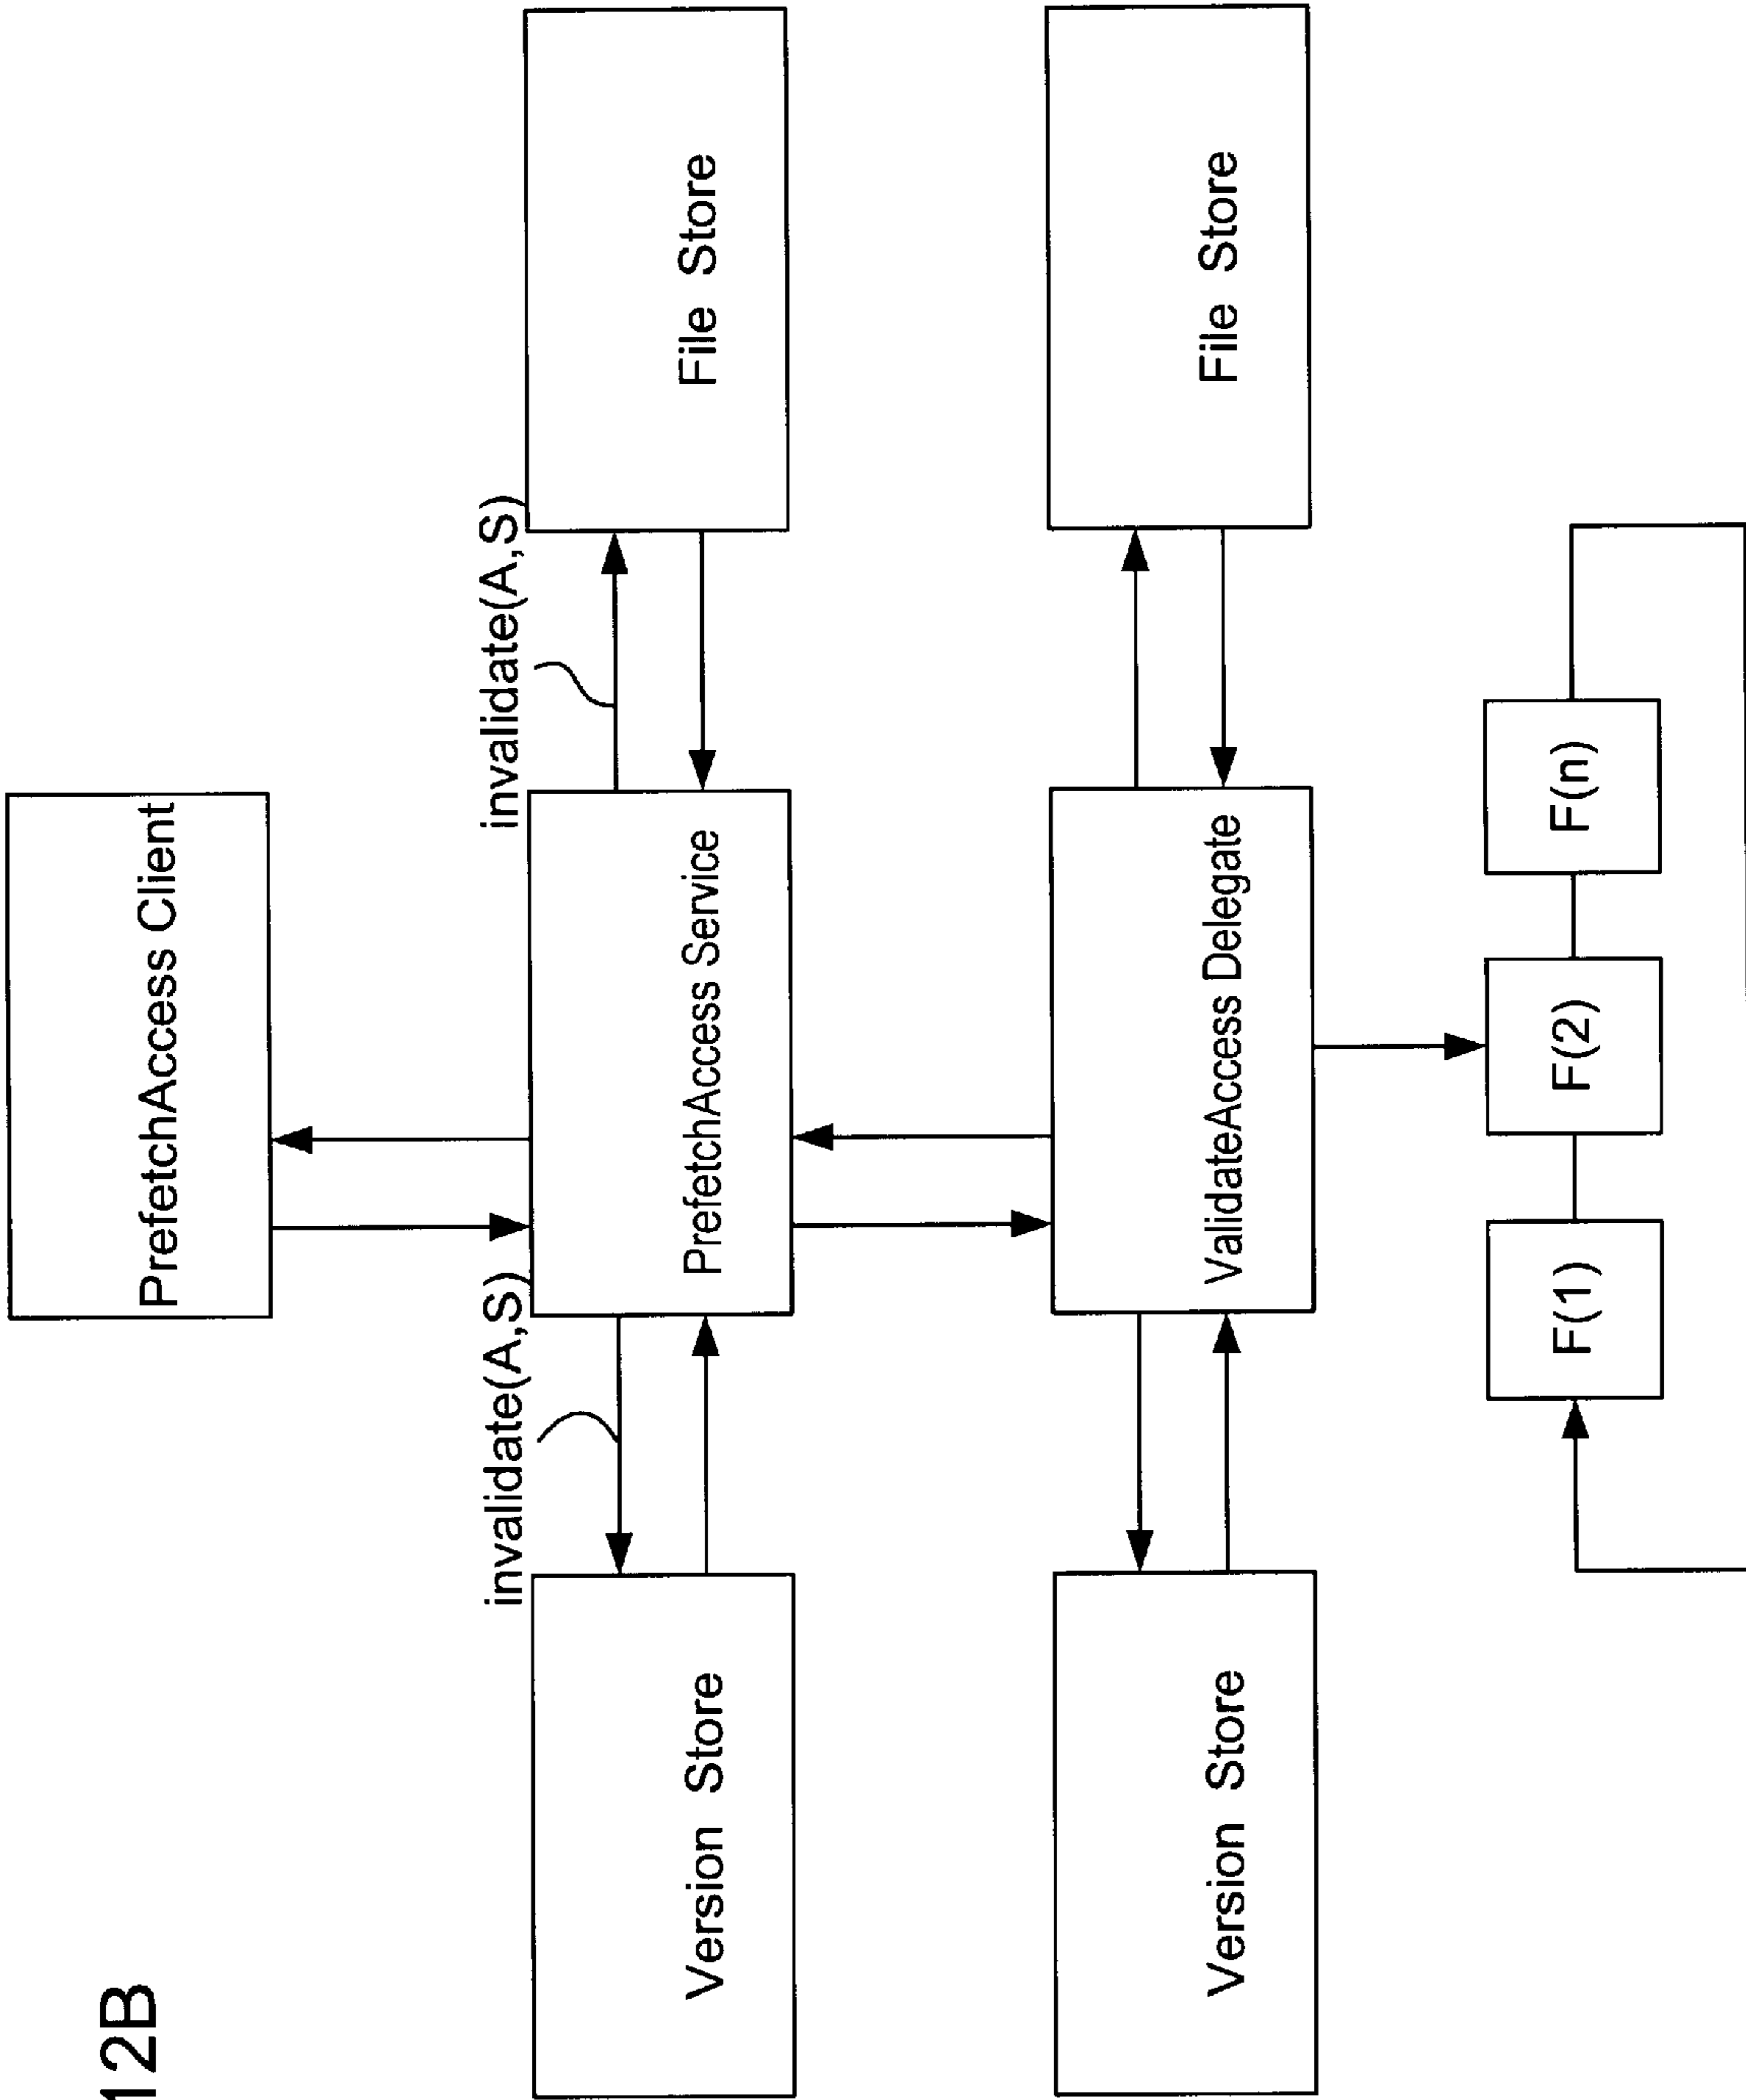 12B
PrefetchAccess Client
invalidate(A,S)
invalidate(A,S)
Version Store
PrefetchAccess Service
File Store
Version Store
ValidateAccess Delegate
File Store
F(1)
F(2)
F(n)